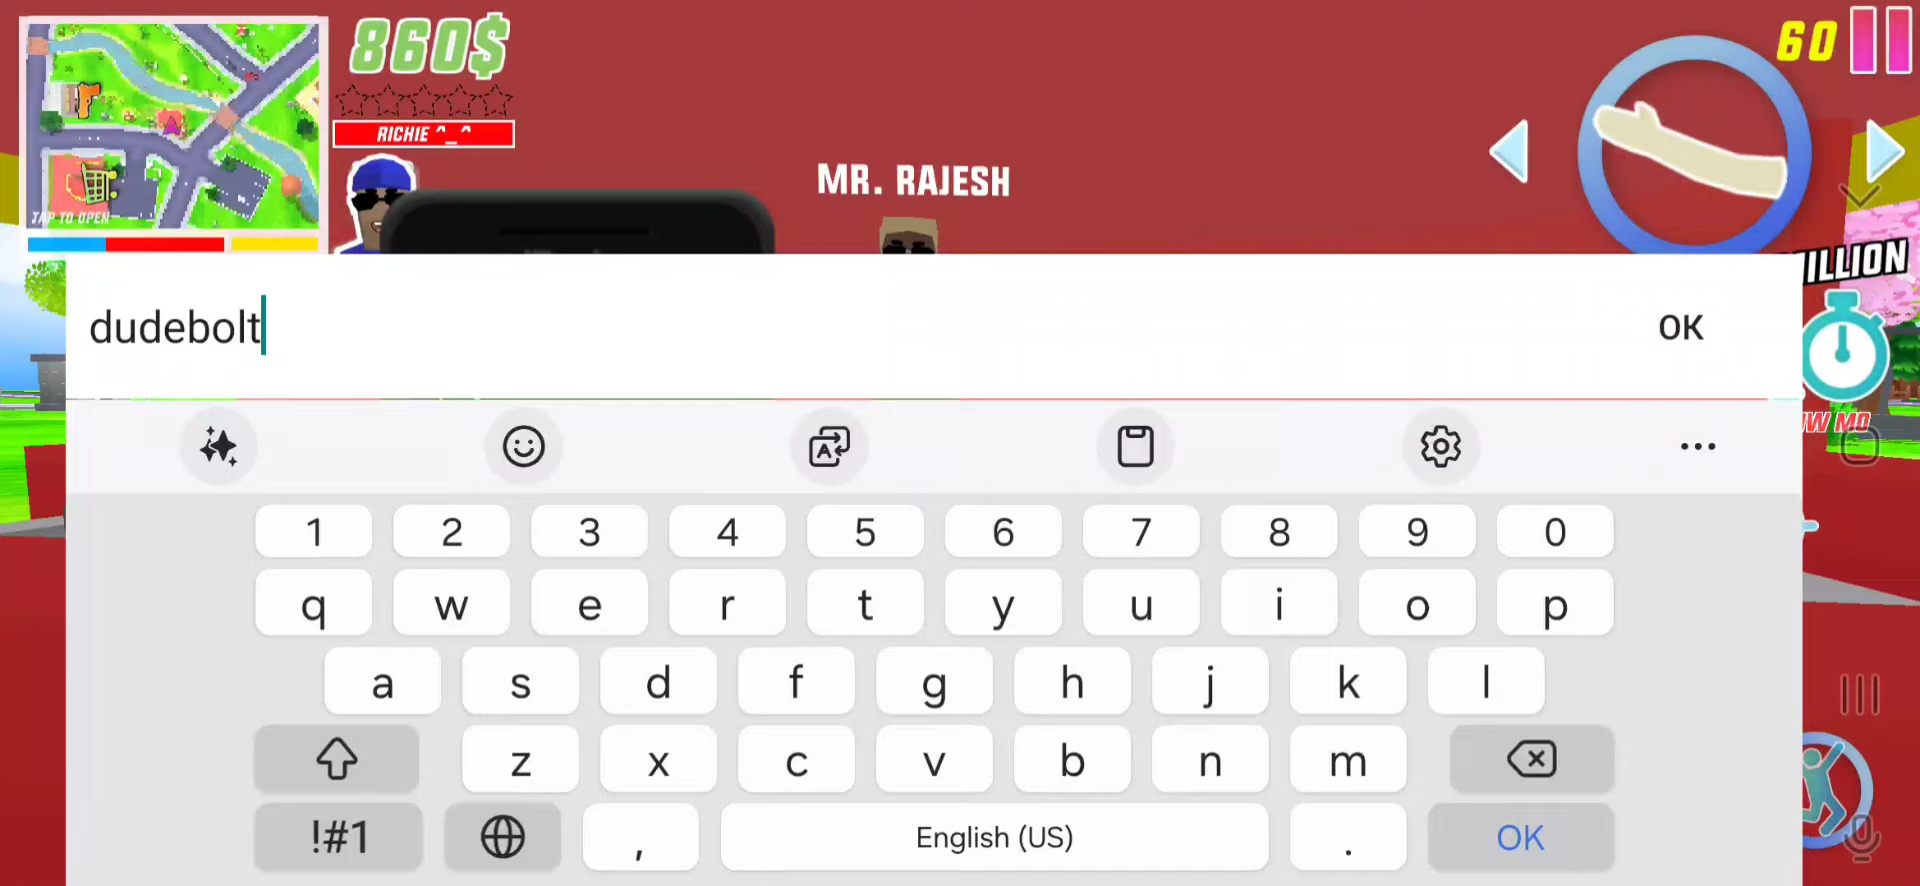 860$
60
RICHIE ^_^
MR. RAJESH
TAP TO OPEN
ILLION
dudebolt
OK
W MO
1 2 3 4 5 6 7 8 9 0
q w e r t y u i o p
a s d f g h j k l
z x c v b n m
!#1 , English (US) . OK